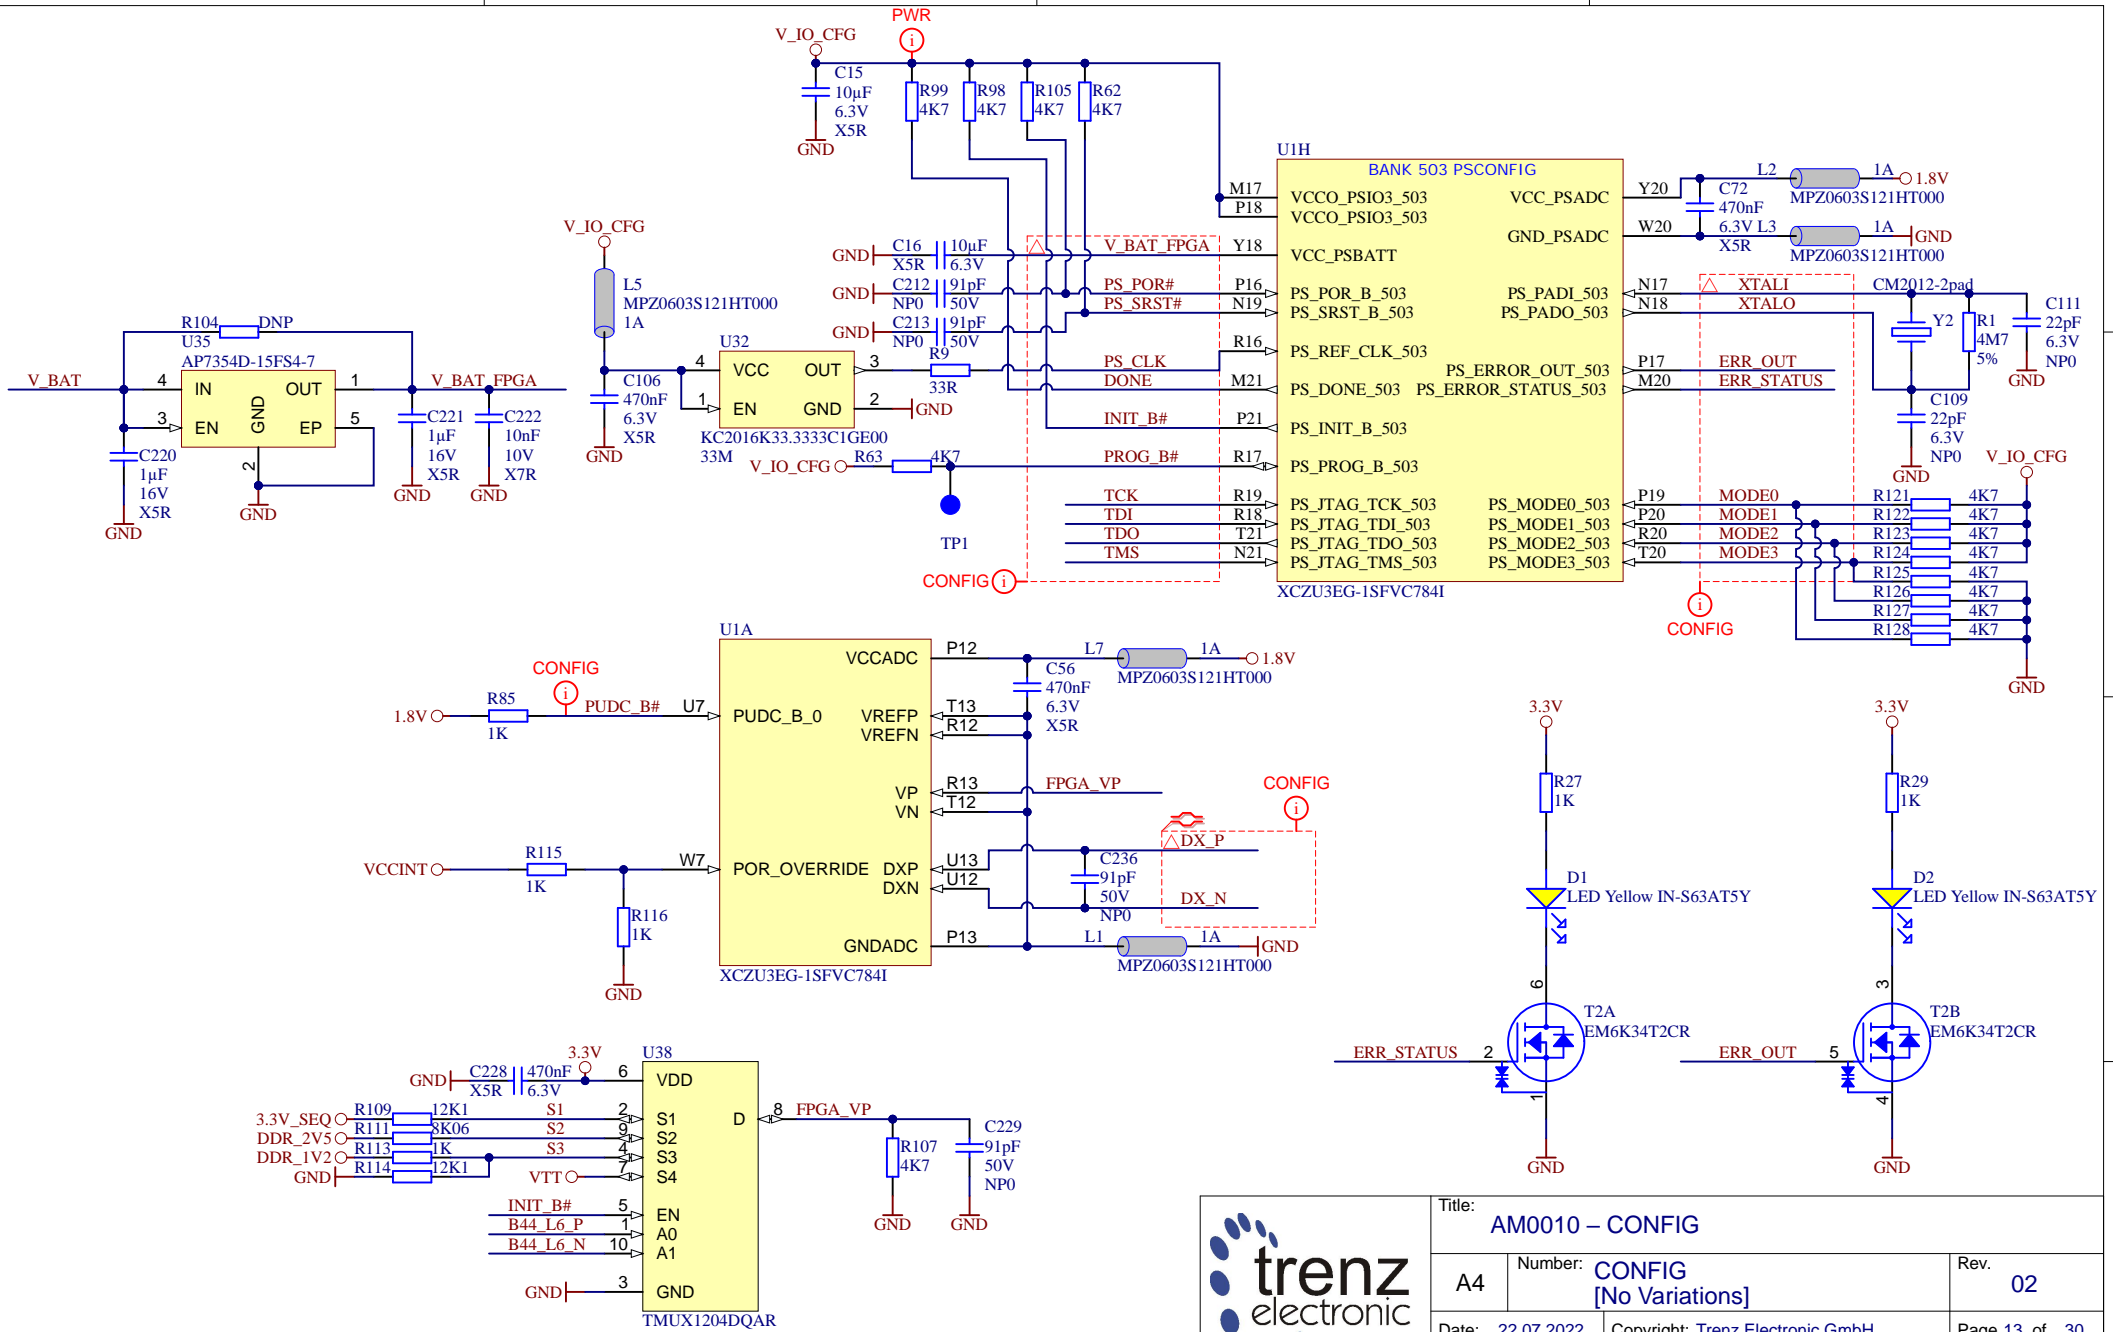 PWR
V_IO_CFG
C15
10µF
6.3V
X5R
GND
R99
4K7
R98
4K7
R105
4K7
R62
4K7
U1H
BANK 503 PSCONFIG
M17 VCCO_PSIO3_503
P18 VCCO_PSIO3_503
Y18 VCC_PSBATT
P16 PS_POR_B_503
N19 PS_SRST_B_503
R16 PS_REF_CLK_503
M21 PS_DONE_503
P21 PS_INIT_B_503
R17 PS_PROG_B_503
R19 PS_JTAG_TCK_503
R18 PS_JTAG_TDI_503
T21 PS_JTAG_TDO_503
N21 PS_JTAG_TMS_503
VCC_PSADC Y20
GND_PSADC W20
PS_PADI_503 N17
PS_PADO_503 N18
PS_ERROR_OUT_503 P17
PS_ERROR_STATUS_503 M20
PS_MODE0_503 P19
PS_MODE1_503 P20
PS_MODE2_503 R20
PS_MODE3_503 T20
XCZU3EG-1SFVC784I
L2 1A 1.8V
MPZ0603S121HT000
C72
470nF
6.3V
X5R
L3 1A GND
MPZ0603S121HT000
XTALI
XTALO
CM2012-2pad
Y2
R1
4M7
5%
C111
22pF
6.3V
NP0
GND
ERR_OUT
ERR_STATUS
C109
22pF
6.3V
NP0
GND
V_IO_CFG
MODE0 R121 4K7
MODE1 R122 4K7
MODE2 R123 4K7
MODE3 R124 4K7
R125 4K7
R126 4K7
R127 4K7
R128 4K7
GND
CONFIG
GND C16 10µF
X5R 6.3V
V_BAT_FPGA
GND C212 91pF
NP0 50V
PS_POR#
PS_SRST#
GND C213 91pF
NP0 50V
R9
33R
PS_CLK
DONE
INIT_B#
PROG_B#
TCK
TDI
TDO
TMS
CONFIG
V_IO_CFG
L5
MPZ0603S121HT000
1A
C106
470nF
6.3V
X5R
GND
U32
4 VCC OUT 3
1 EN GND 2 GND
KC2016K33.3333C1GE00
33M
V_IO_CFG R63 4K7
TP1
R104 DNP
U35
AP7354D-15FS4-7
V_BAT 4 IN OUT 1 V_BAT_FPGA
3 EN GND EP 5
2
GND
C220
1µF
16V
X5R
GND
C221
1µF
16V
X5R
GND
C222
10nF
10V
X7R
GND
U1A
CONFIG
1.8V R85 PUDC_B# U7 PUDC_B_0
1K
VCCINT R115 W7 POR_OVERRIDE
1K
R116
1K
GND
VCCADC P12
VREFP T13
VREFN R12
VP R13 FPGA_VP
VN T12
DXP U13
DXN U12
GNDADC P13
XCZU3EG-1SFVC784I
L7 1A 1.8V
MPZ0603S121HT000
C56
470nF
6.3V
X5R
CONFIG
DX_P
C236
91pF
50V
NP0
DX_N
L1 1A GND
MPZ0603S121HT000
3.3V
R27
1K
D1
LED Yellow IN-S63AT5Y
6
T2A
EM6K34T2CR
ERR_STATUS 2
1
GND
3.3V
R29
1K
D2
LED Yellow IN-S63AT5Y
3
T2B
EM6K34T2CR
ERR_OUT 5
4
GND
3.3V
U38
GND C228 470nF 6 VDD
X5R 6.3V
3.3V_SEQ R109 12K1 S1 2 S1
DDR_2V5 R111 8K06 S2 9 S2
DDR_1V2 R113 1K S3 4 S3
GND R114 12K1 VTT 7 S4
INIT_B# 5 EN
B44_L6_P 1 A0
B44_L6_N 10 A1
GND 3 GND
D 8 FPGA_VP
TMUX1204DQAR
R107
4K7
GND
C229
91pF
50V
NP0
GND
trenz
electronic
Title:
AM0010 – CONFIG
A4
Number: CONFIG
[No Variations]
Rev.
02
Date: 22.07.2022
Copyright: Trenz Electronic GmbH
Page 13 of 30